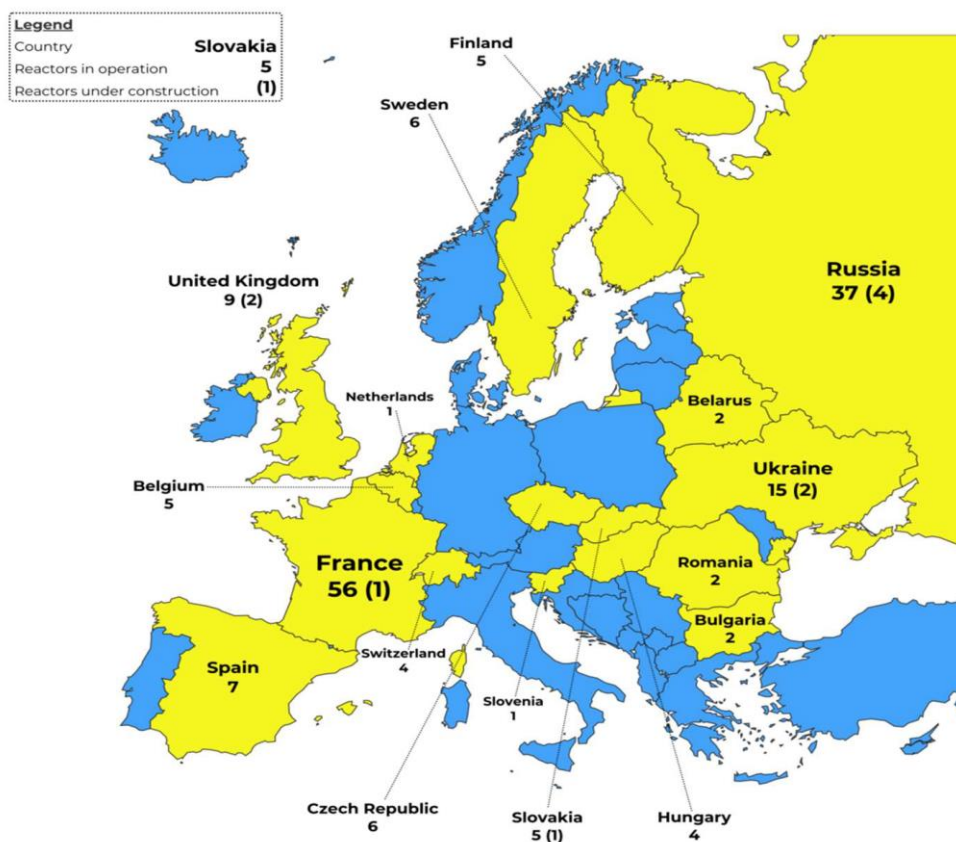 Legend
Country Slovakia
Reactors in operation 5
Reactors under construction (1)
Finland
5
Sweden
6
United Kingdom
9 (2)
Russia
37 (4)
Netherlands
1
Belarus
2
Belgium
5
Ukraine
15 (2)
France
56 (1)
Romania
2
Bulgaria
2
Switzerland
4
Spain
7
Slovenia
1
Czech Republic
6
Slovakia
5 (1)
Hungary
4